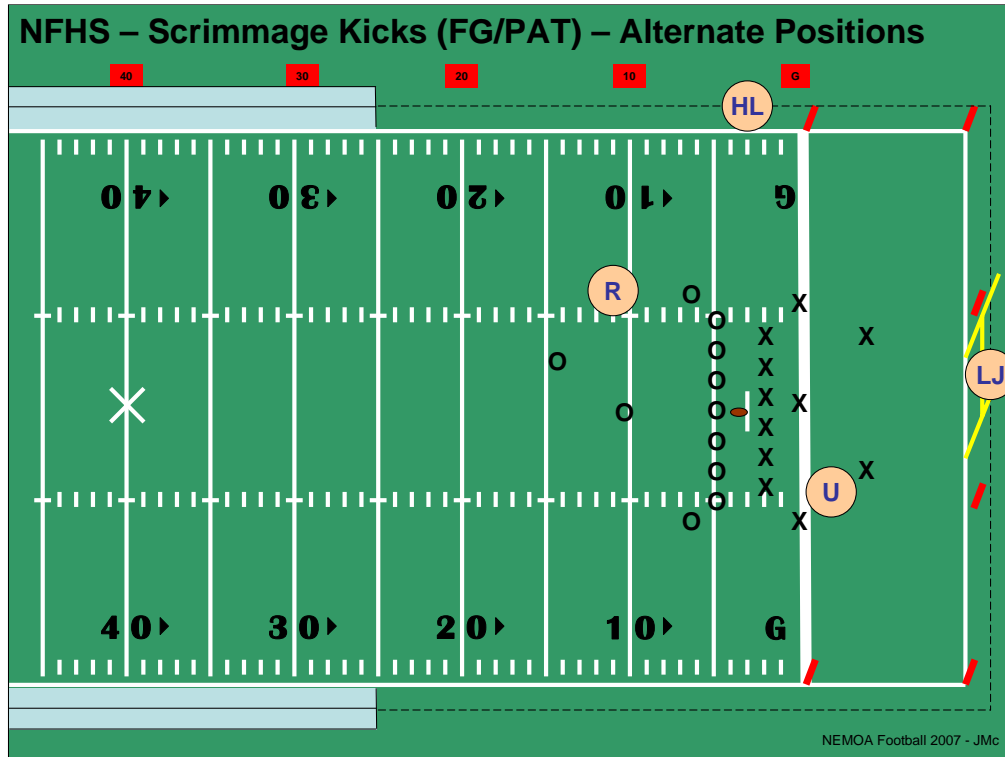 NFHS – Scrimmage Kicks (FG/PAT) – Alternate Positions
40 30 20 10 G
HL
40 30 20 10 G
R
O X
O X X
O X
O O X LJ
O X X
O O X
O X
O X X
O X U
O X
40 30 20 10 G
NEMOA Football 2007 - JMc